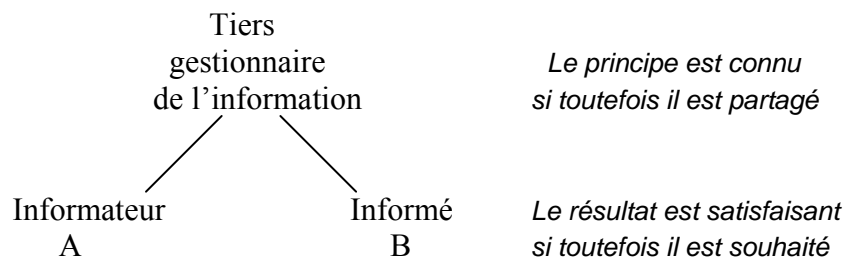 Tiers
gestionnaire
de l’information
Le principe est connu
si toutefois il est partagé
Informateur
A
Informé
B
Le résultat est satisfaisant
si toutefois il est souhaité